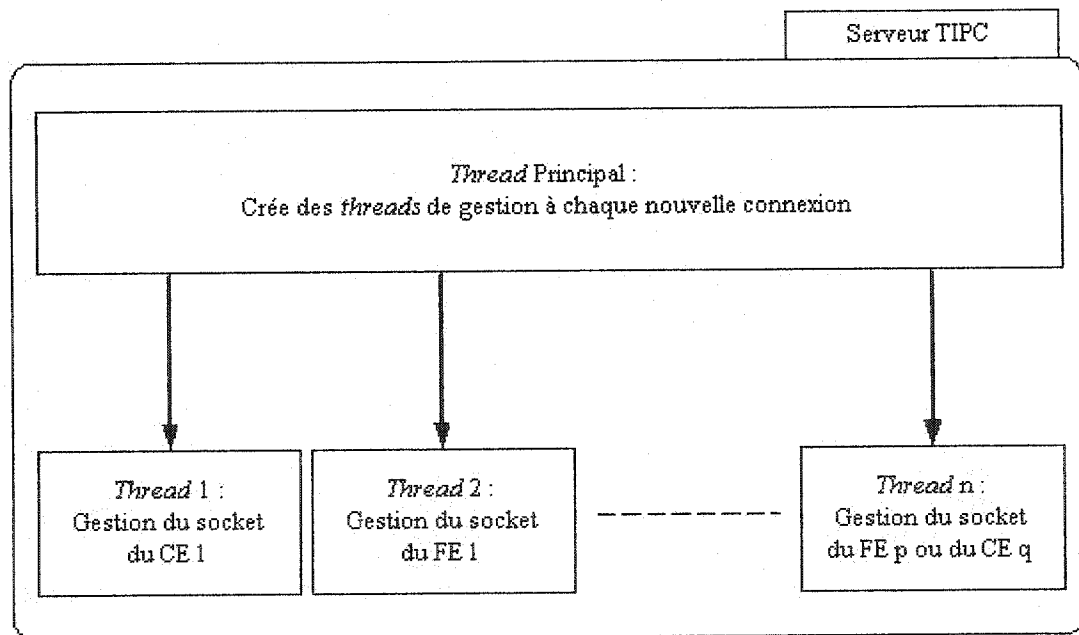 Serveur TIPC
Thread Principal :
Crée des threads de gestion à chaque nouvelle connexion
Thread 1 :
Gestion du socket
du CE 1
Thread 2 :
Gestion du socket
du FE 1
Thread n :
Gestion du socket
du FE p ou du CE q